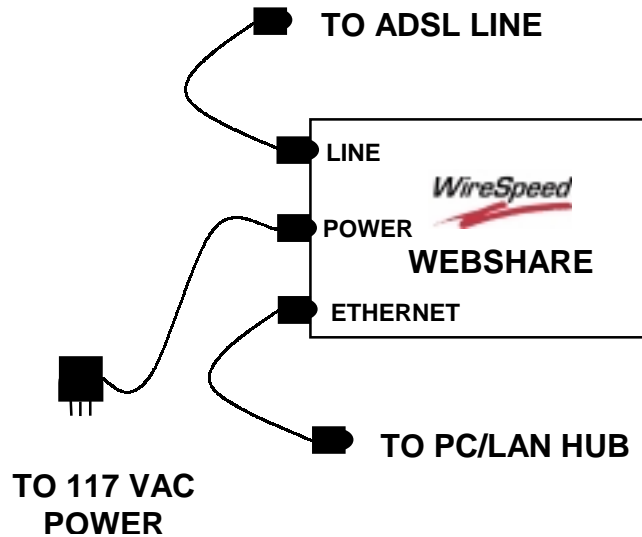 TO ADSL LINE
LINE
WireSpeed
POWER
WEBSHARE
ETHERNET
TO PC/LAN HUB
TO 117 VAC
POWER